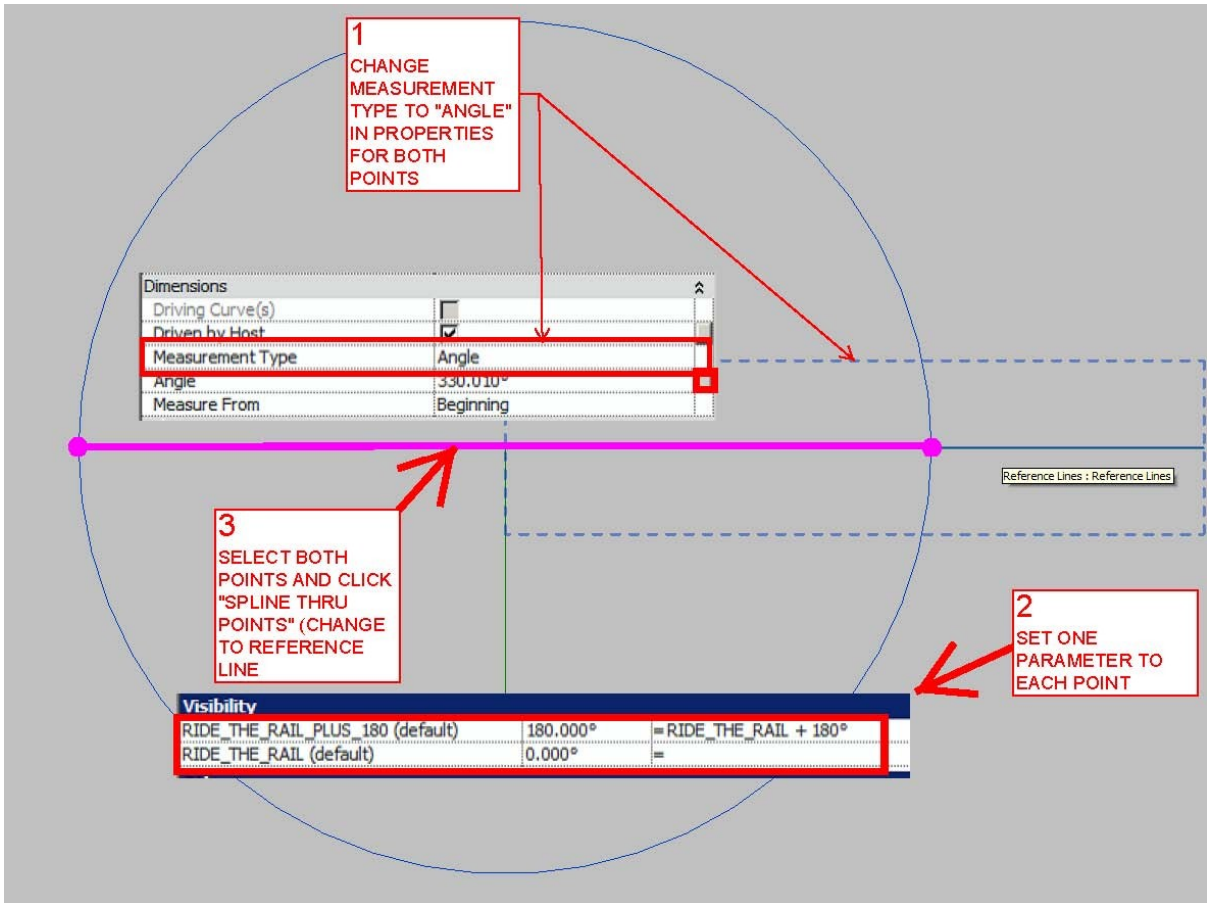 1
CHANGE
MEASUREMENT
TYPE TO "ANGLE"
IN PROPERTIES
FOR BOTH
POINTS
Dimensions
Driving Curve(s)
Driven by Host
Measurement Type Angle
Angle 330.010°
Measure From Beginning
Reference Lines : Reference Lines
3
SELECT BOTH
POINTS AND CLICK
"SPLINE THRU
POINTS" (CHANGE
TO REFERENCE
LINE
2
SET ONE
PARAMETER TO
EACH POINT
Visibility
RIDE_THE_RAIL_PLUS_180 (default) 180.000° =RIDE_THE_RAIL + 180°
RIDE_THE_RAIL (default) 0.000° =